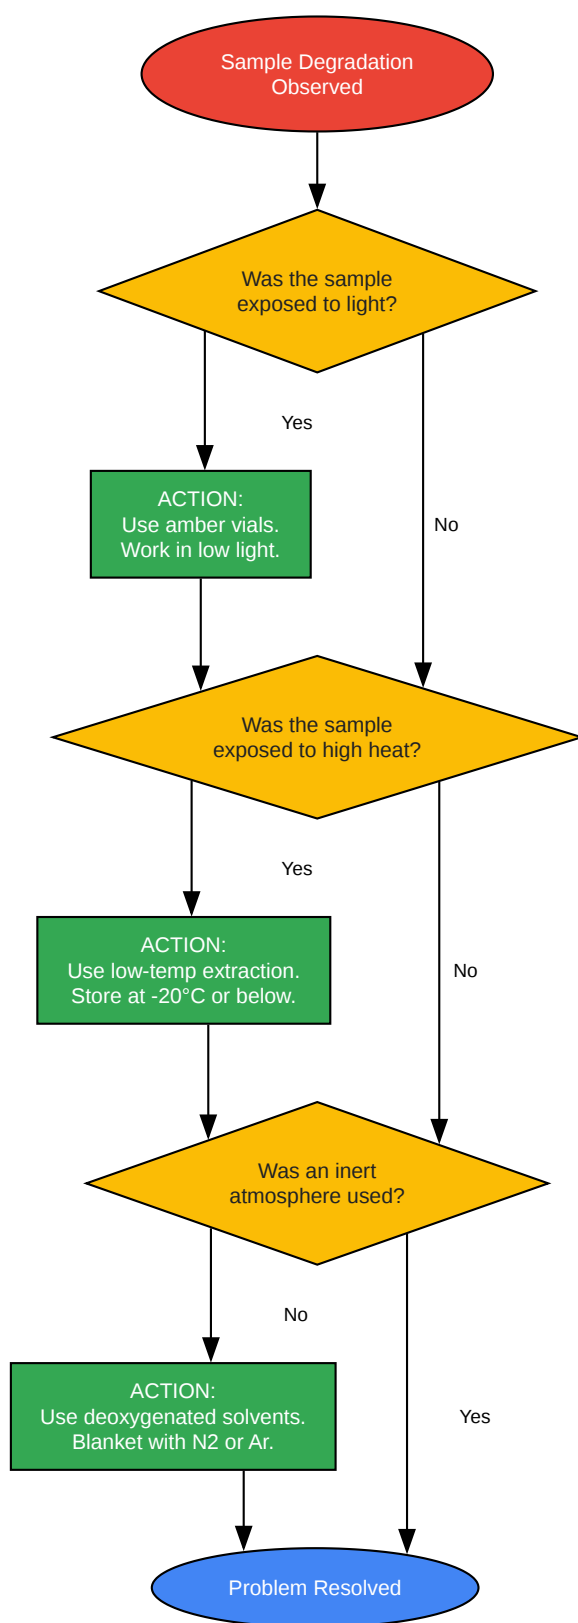 Sample Degradation
Observed
Was the sample
exposed to light?
Yes
ACTION:
Use amber vials.
Work in low light.
No
Was the sample
exposed to high heat?
Yes
ACTION:
Use low-temp extraction.
Store at -20°C or below.
No
Was an inert
atmosphere used?
No
ACTION:
Use deoxygenated solvents.
Blanket with N2 or Ar.
Yes
Problem Resolved